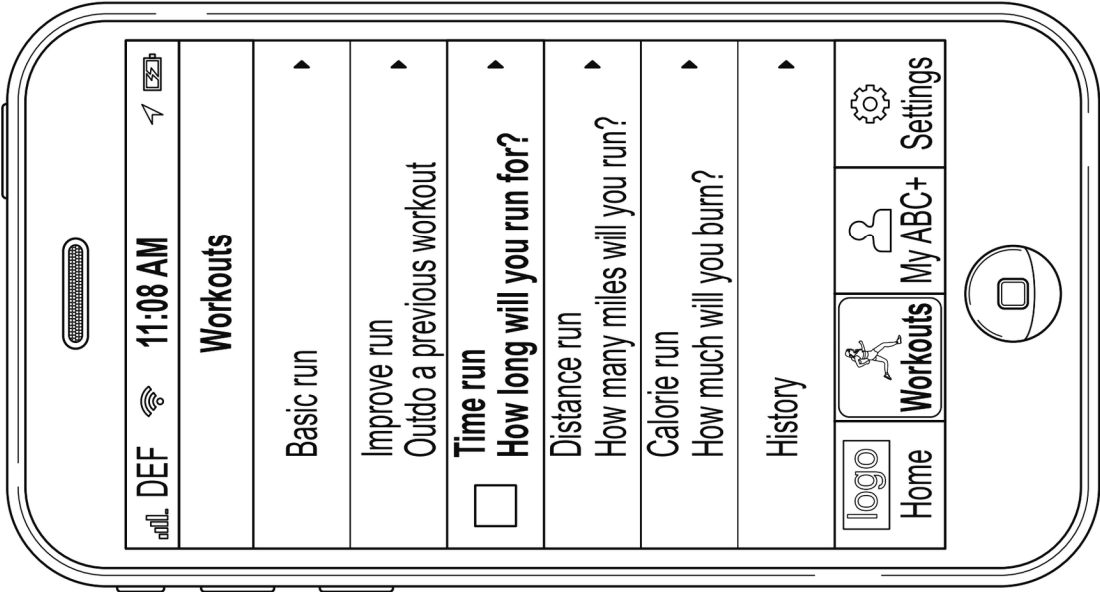 DEF 11:08 AM
Workouts
Basic run
Improve run
Outdo a previous workout
Time run
How long will you run for?
Distance run
How many miles will you run?
Calorie run
How much will you burn?
History
logo
Home
Workouts
My ABC+
Settings